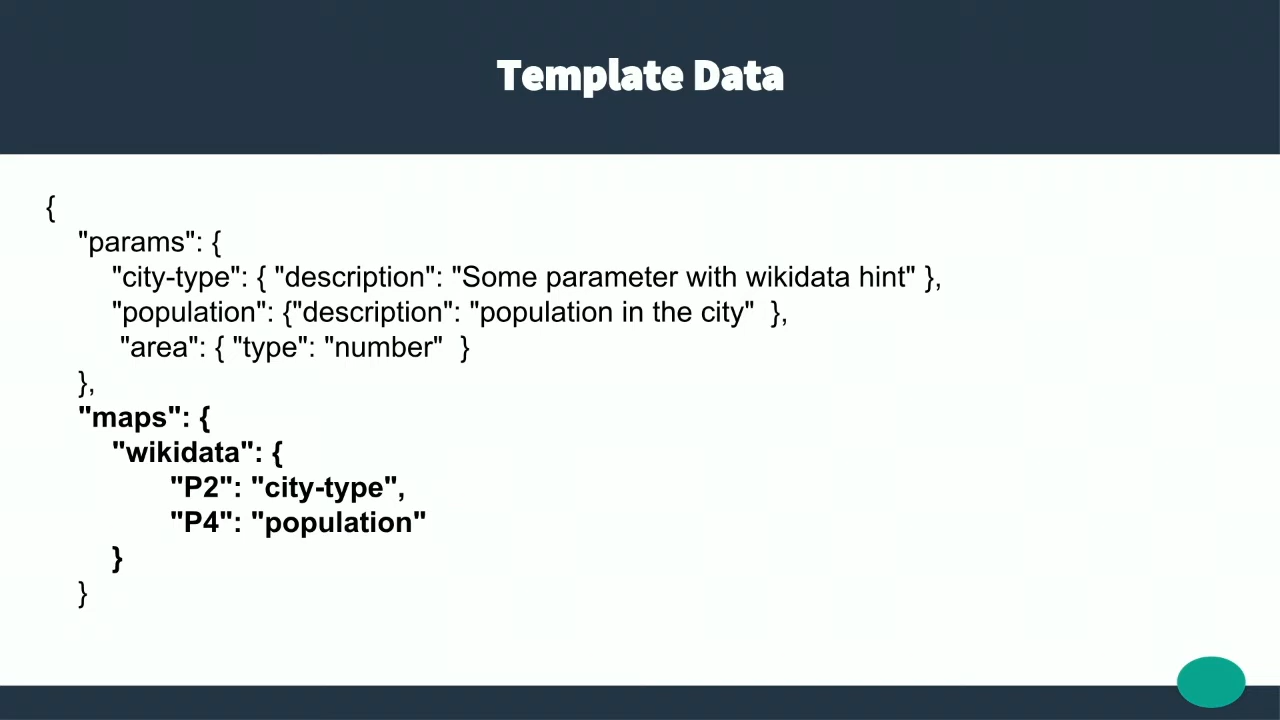 Template Data
{
"params": {
"city-type": { "description": "Some parameter with wikidata hint" },
"population": {"description": "population in the city"  },
"area": { "type": "number"  }
},
"maps": {
"wikidata": {
"P2": "city-type",
"P4": "population"
}
}